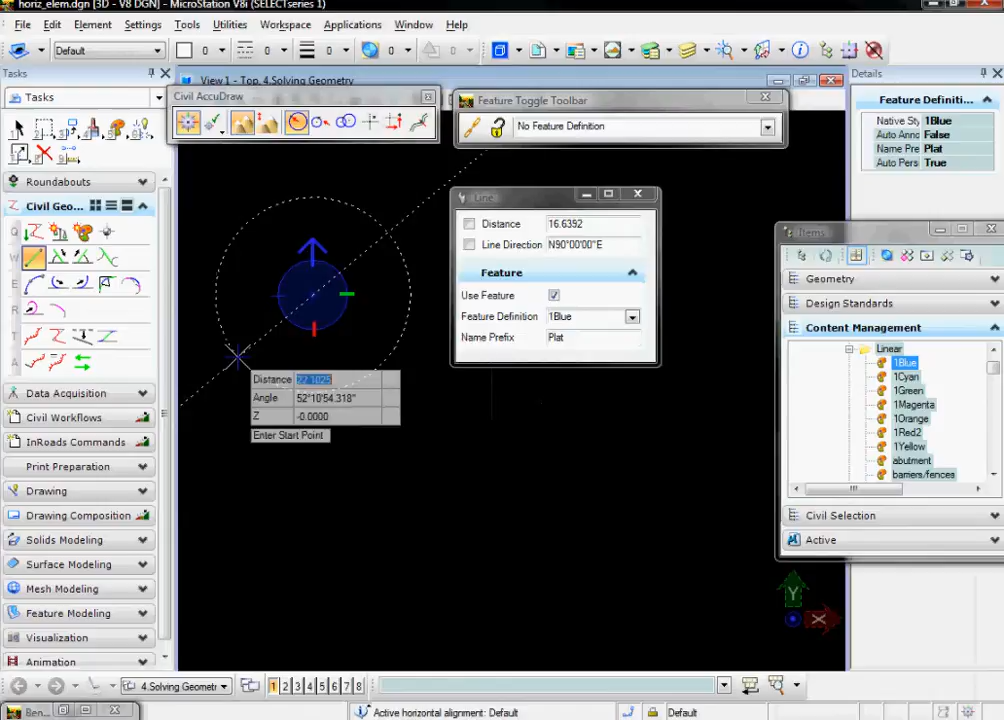 horiz_elem.dgn [3D - V8 DGN] - MicroStation V8i (SELECTseries 1)
File Edit Element Settings Tools Utilities Workspace Applications Window Help
Default 0 0 0 0 0
Tasks
Tasks
Roundabouts
Civil Geo...
Q
W
E
R
T
A
Data Acquisition
Civil Workflows
InRoads Commands
Print Preparation
Drawing
Drawing Composition
Solids Modeling
Surface Modeling
Mesh Modeling
Feature Modeling
Visualization
Animation
View 1 - Top, 4.Solving Geometry
Civil AccuDraw
Feature Toggle Toolbar
No Feature Definition
Line
Distance 16.6392
Line Direction N90°00'00"E
Feature
Use Feature
Feature Definition 1Blue
Name Prefix Plat
Distance 22.1025
Angle 52°10'54.318"
Z -0.0000
Enter Start Point
Details
Feature Definiti...
Native Sty 1Blue
Auto Anno False
Name Pre Plat
Auto Pers True
Items
Geometry
Design Standards
Content Management
Linear
1Blue
1Cyan
1Green
1Magenta
1Orange
1Red2
1Yellow
abutment
barriers/fences
Civil Selection
Active
Y
X
4.Solving Geometr
1 2 3 4 5 6 7 8
Ben...
Active horizontal alignment: Default
Default